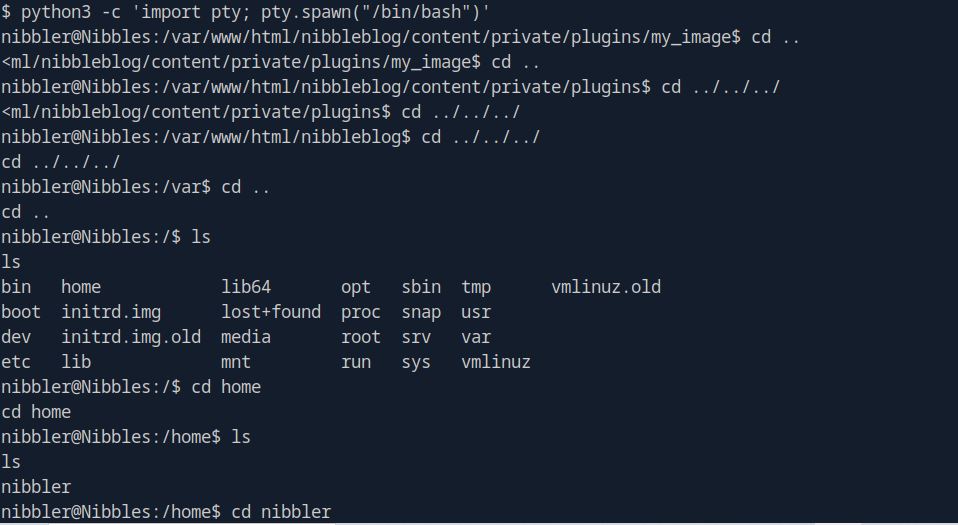 $ python3 -c 'import pty; pty.spawn("/bin/bash")'
nibbler@Nibbles:/var/www/html/nibbleblog/content/private/plugins/my_image$ cd ..
<ml/nibbleblog/content/private/plugins/my_image$ cd ..
nibbler@Nibbles:/var/www/html/nibbleblog/content/private/plugins$ cd ../../../
<ml/nibbleblog/content/private/plugins$ cd ../../../
nibbler@Nibbles:/var/www/html/nibbleblog$ cd ../../../
cd ../../../
nibbler@Nibbles:/var$ cd ..
cd ..
nibbler@Nibbles:/$ ls
ls
bin   home            lib64       opt   sbin  tmp      vmlinuz.old
boot  initrd.img      lost+found  proc  snap  usr
dev   initrd.img.old  media       root  srv   var
etc   lib             mnt         run   sys   vmlinuz
nibbler@Nibbles:/$ cd home
cd home
nibbler@Nibbles:/home$ ls
ls
nibbler
nibbler@Nibbles:/home$ cd nibbler